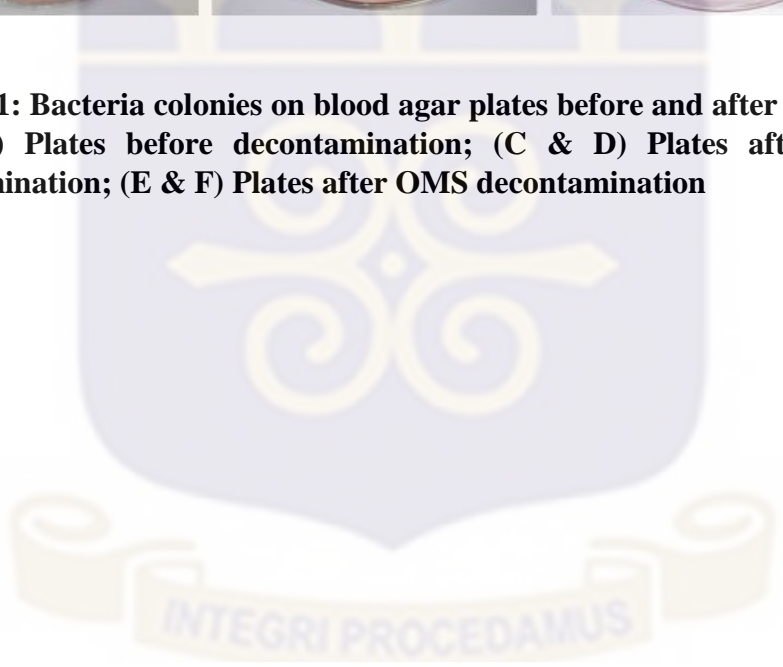 1: Bacteria colonies on blood agar plates before and after
) Plates before decontamination; (C & D) Plates aft
ination; (E & F) Plates after OMS decontamination
INTEGRI PROCEDAMUS